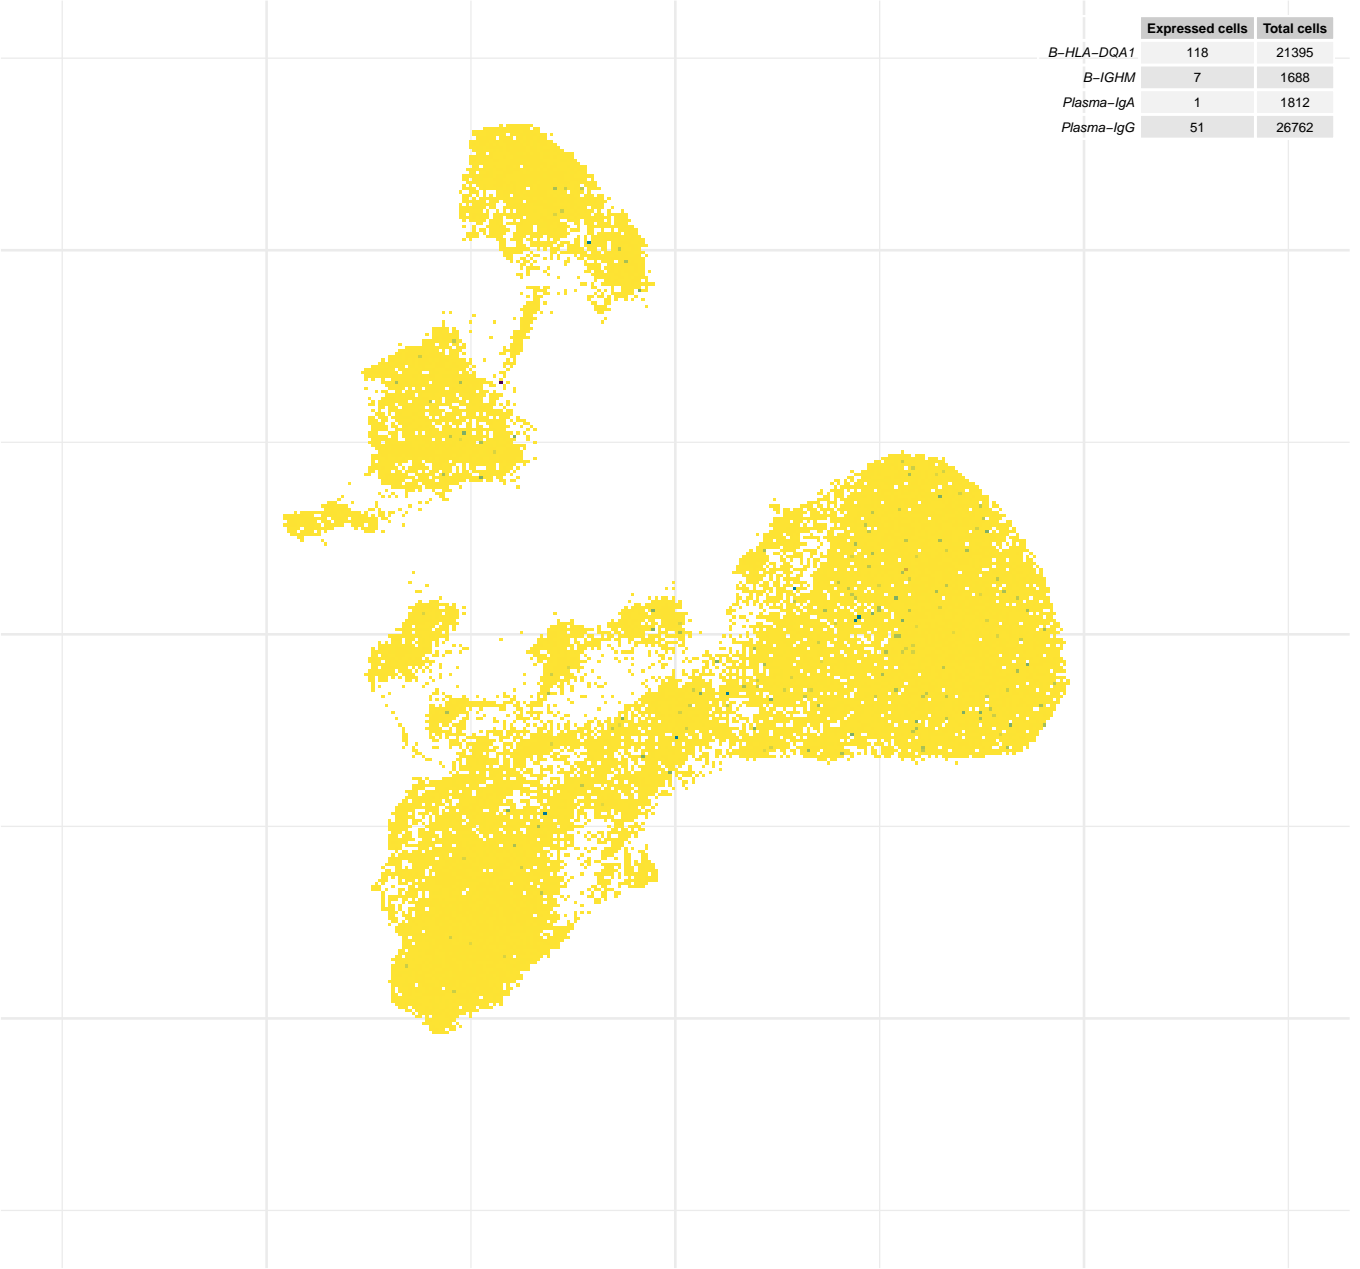 Expressed cells Total cells
B−HLA−DQA1 118 21395
B−IGHM 7 1688
Plasma−IgA 1 1812
Plasma−IgG 51 26762